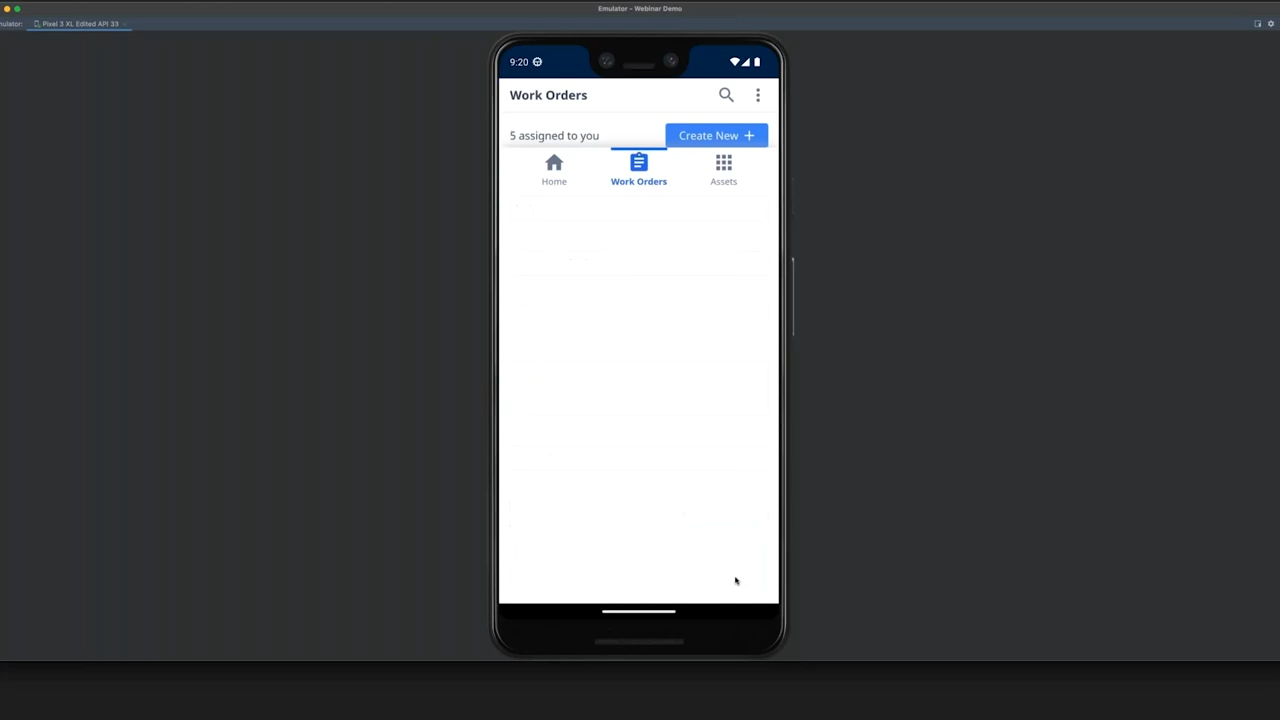 Emulator - Webinar Demo
mulator:
Pixel 3 XL Edited API 33
9:20
Work Orders
5 assigned to you
Create New +
Home
Work Orders
Assets